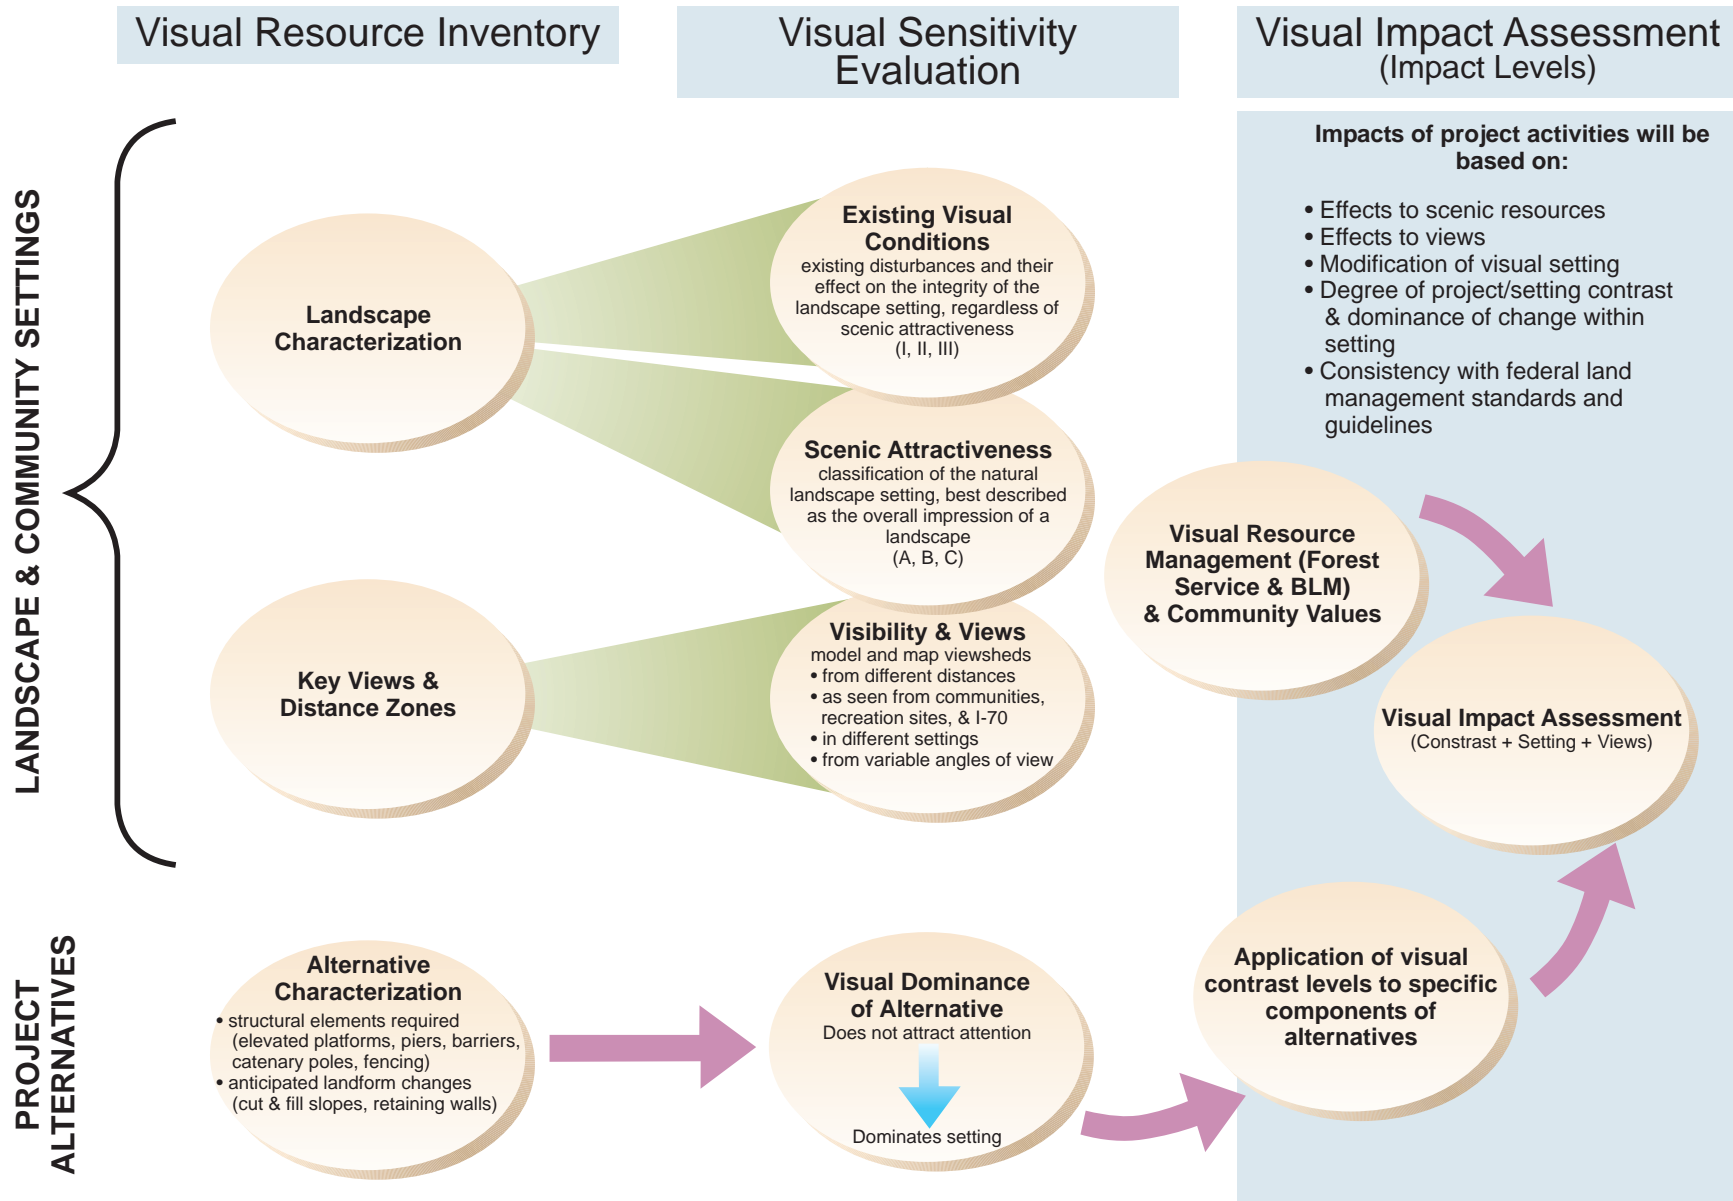 Visual Resource Inventory
Visual Sensitivity
Evaluation
Visual Impact Assessment
(Impact Levels)
LANDSCAPE & COMMUNITY SETTINGS
Landscape
Characterization
Existing Visual
Conditions
existing disturbances and their
effect on the integrity of the
landscape setting, regardless of
scenic attractiveness
(I, II, III)
Scenic Attractiveness
classification of the natural
landscape setting, best described
as the overall impression of a
landscape
(A, B, C)
Key Views &
Distance Zones
Visibility & Views
model and map viewsheds
• from different distances
• as seen from communities,
recreation sites, & I-70
• in different settings
• from variable angles of view
Impacts of project activities will be
based on:
• Effects to scenic resources
• Effects to views
• Modification of visual setting
• Degree of project/setting contrast
& dominance of change within
setting
• Consistency with federal land
management standards and
guidelines
Visual Resource
Management (Forest
Service & BLM)
& Community Values
Visual Impact Assessment
(Constrast + Setting + Views)
PROJECT
ALTERNATIVES
Alternative
Characterization
• structural elements required
(elevated platforms, piers, barriers,
catenary poles, fencing)
• anticipated landform changes
(cut & fill slopes, retaining walls)
Visual Dominance
of Alternative
Does not attract attention
Dominates setting
Application of visual
contrast levels to specific
components of
alternatives